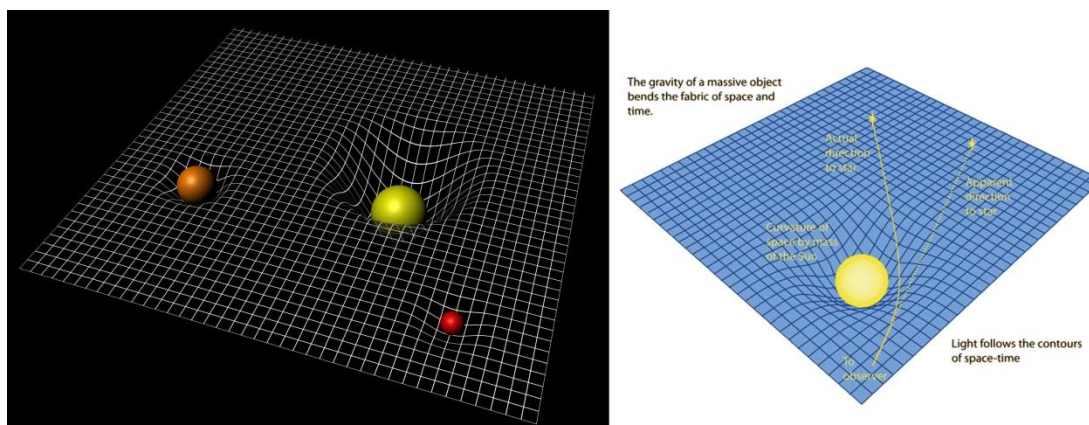 The gravity of a massive object
bends the fabric of space and
time.
Actual
direction
to star
Apparent
direction
to star
Curvature of
space by mass
of the Sun
Light follows the contours
of space-time
To
observer